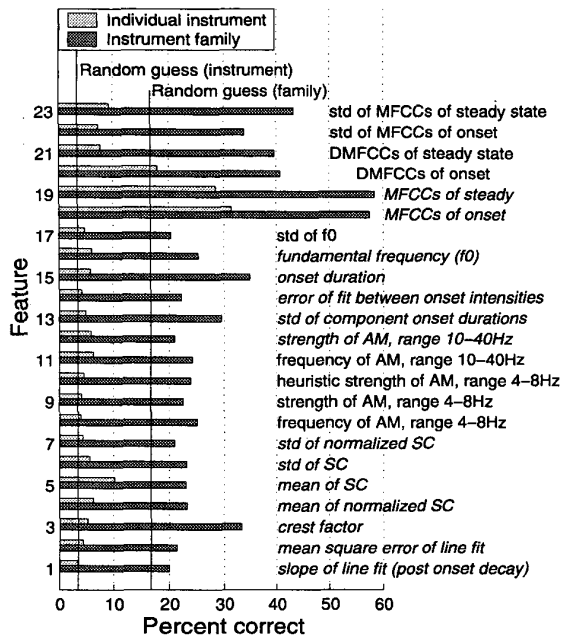 Individual instrument
Instrument family
Random guess (instrument)
Random guess (family)
23 std of MFCCs of steady state
std of MFCCs of onset
21 DMFCCs of steady state
DMFCCs of onset
19 MFCCs of steady
MFCCs of onset
17 std of f0
fundamental frequency (f0)
15 onset duration
error of fit between onset intensities
13 std of component onset durations
strength of AM, range 10–40Hz
11 frequency of AM, range 10–40Hz
heuristic strength of AM, range 4–8Hz
9 strength of AM, range 4–8Hz
frequency of AM, range 4–8Hz
7 std of normalized SC
std of SC
5 mean of SC
mean of normalized SC
3 crest factor
mean square error of line fit
1 slope of line fit (post onset decay)
Feature
0 10 20 30 40 50 60
Percent correct